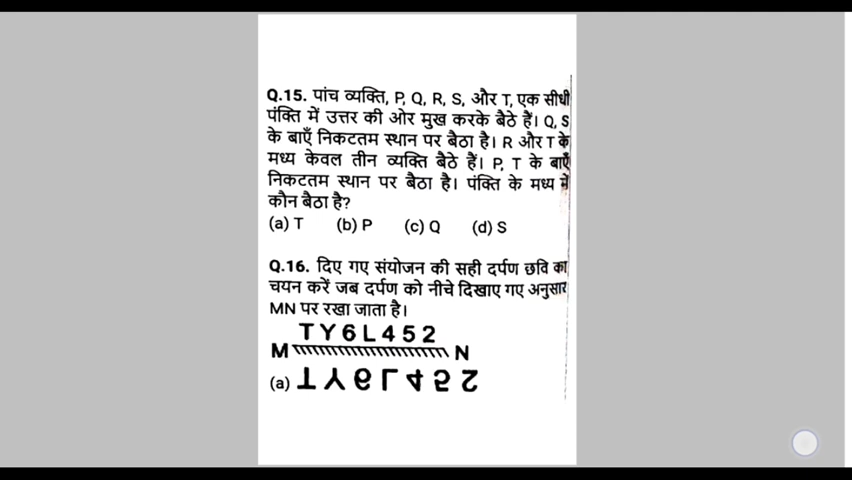 Q.15. पांच व्यक्ति, P, Q, R, S, और T, एक सीधी
पंक्ति में उत्तर की ओर मुख करके बैठे हैं। Q, S
के बाएँ निकटतम स्थान पर बैठा है। R और T के
मध्य केवल तीन व्यक्ति बैठे हैं। P, T के बाएँ
निकटतम स्थान पर बैठा है। पंक्ति के मध्य में
कौन बैठा है?
(a) T (b) P (c) Q (d) S
Q.16. दिए गए संयोजन की सही दर्पण छवि का
चयन करें जब दर्पण को नीचे दिखाए गए अनुसार
MN पर रखा जाता है।
TY6L452
M N
(a) TY6L452